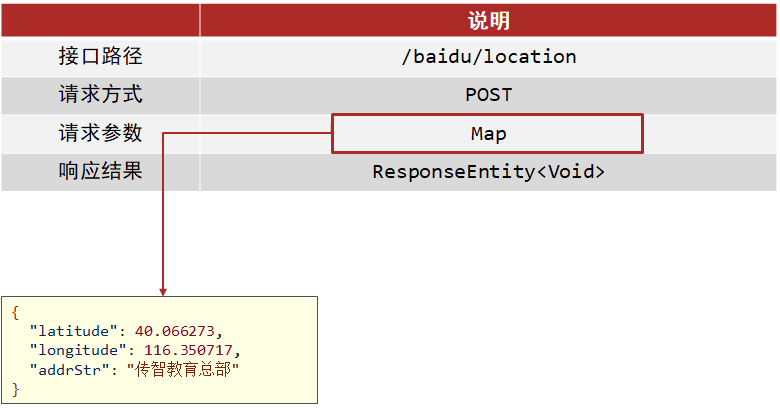 说明
接口路径 /baidu/location
请求方式 POST
请求参数 Map
响应结果 ResponseEntity<Void>
{
"latitude": 40.066273,
"longitude": 116.350717,
"addrStr": "传智教育总部"
}